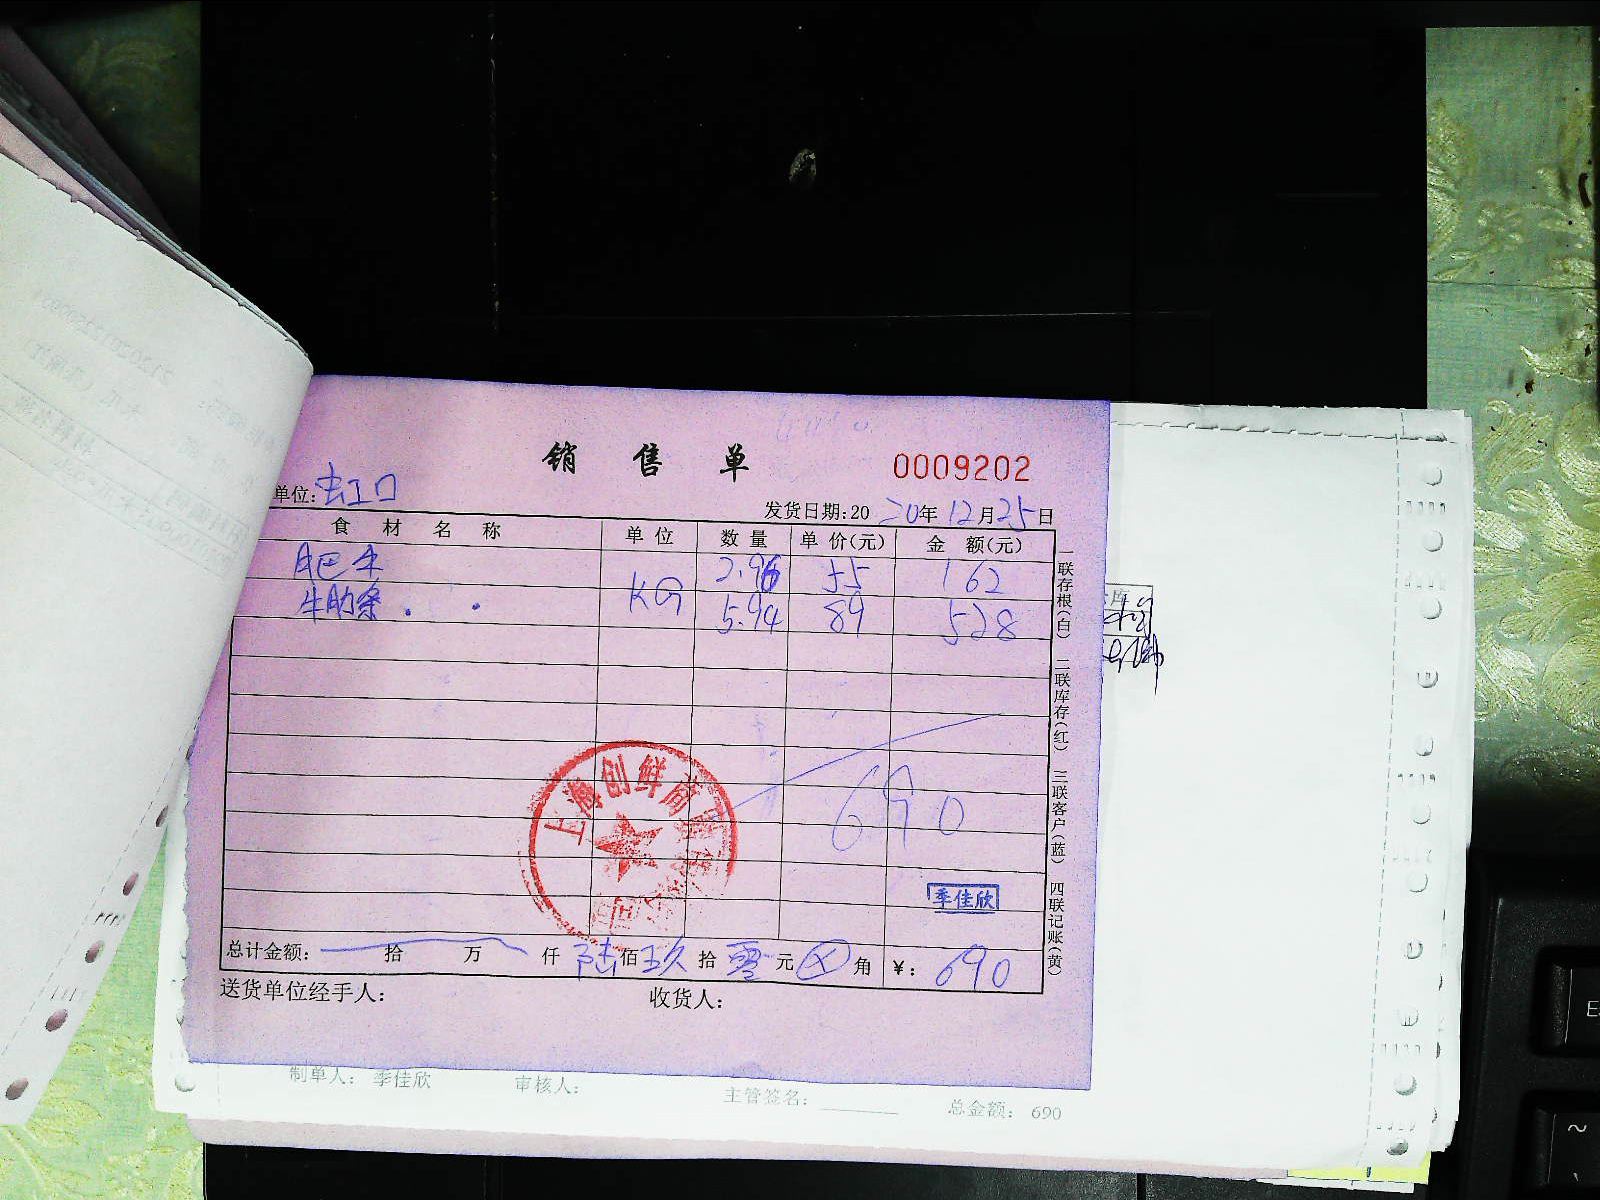 销 售 单 0009202
单位: 虹口
发货日期:20 20年 12月 25日
食 材 名 称 单 位 数 量 单 价(元) 金 额(元)
肥牛 KG 2.96 55 162
牛肋条 5.94 89 528
690
上海创鲜商
季佳欣
总计金额: 拾 万 仟 陆 佰 玖 拾 零 元 角 ¥: 690
送货单位经手人: 收货人:
一联存根(白) 二联库存(红) 三联客户(蓝) 四联记账(黄)
制单人: 季佳欣 审核人: 主管签名: 总金额: 690